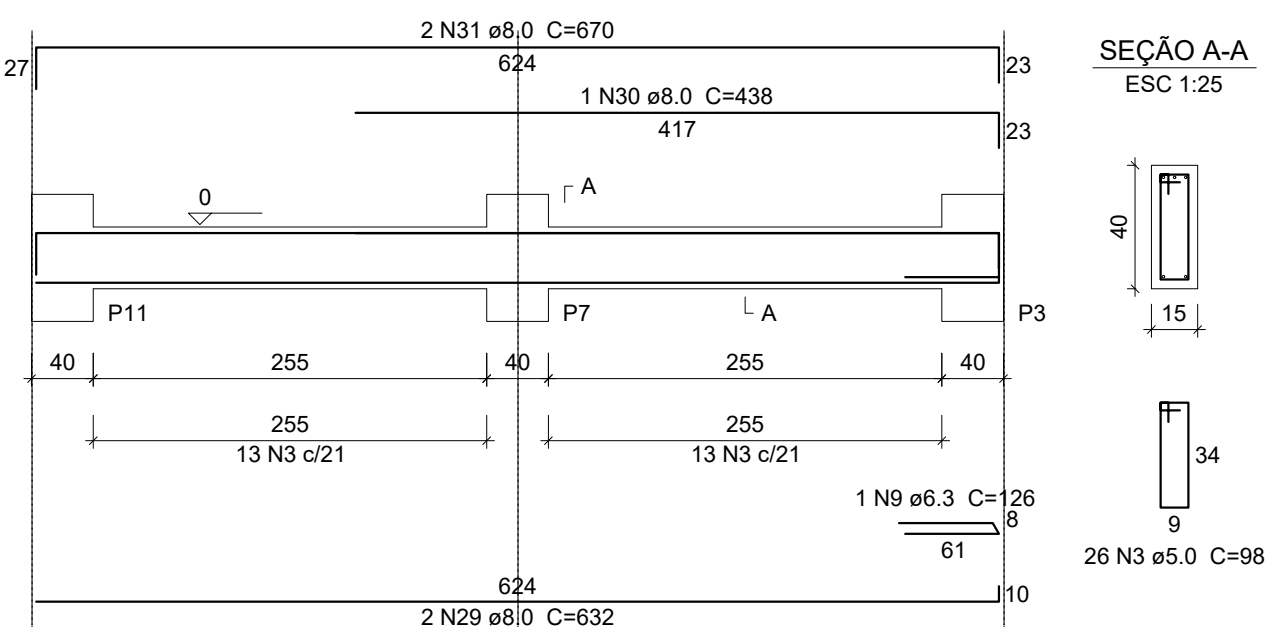 2 N31 ø8.0 C=670
27
624
23
1 N30 ø8.0 C=438
417
23
SEÇÃO A-A
ESC 1:25
0
A
A
P11
P7
P3
40
15
40
255
40
255
40
255
13 N3 c/21
255
13 N3 c/21
34
9
26 N3 ø5.0 C=98
1 N9 ø6.3 C=126
8
61
624
10
2 N29 ø8.0 C=632